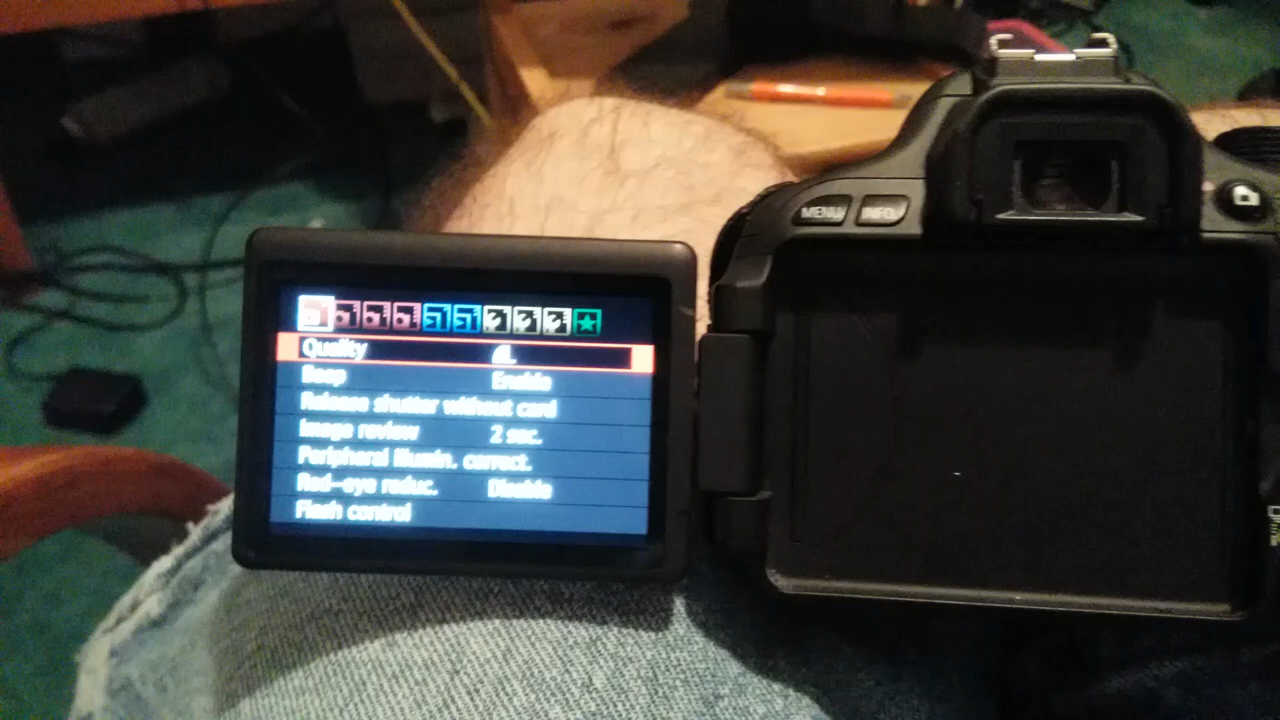 MENU INFO
Quality L
Beep Enable
Release shutter without card
Image review 2 sec.
Peripheral illumin. correct.
Red-eye reduc. Disable
Flash control